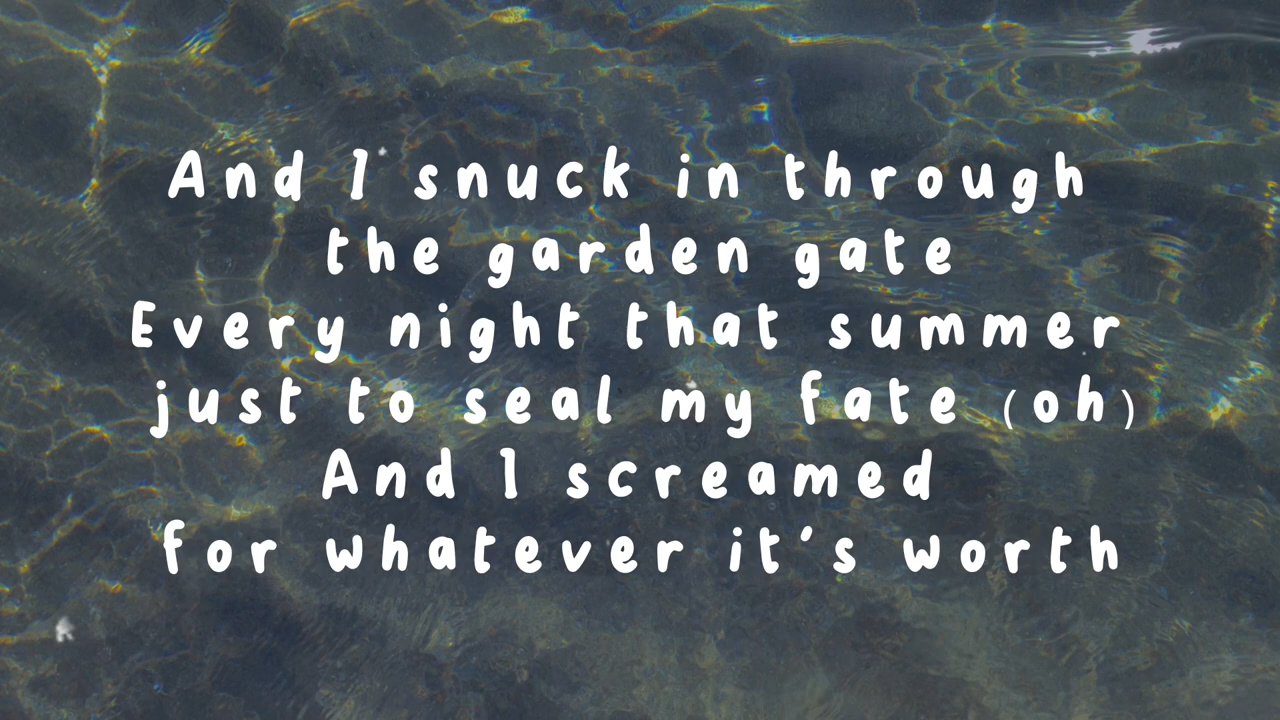 And I snuck in through
the garden gate
Every night that summer
just to seal my fate (oh)
And I screamed
for whatever it's worth